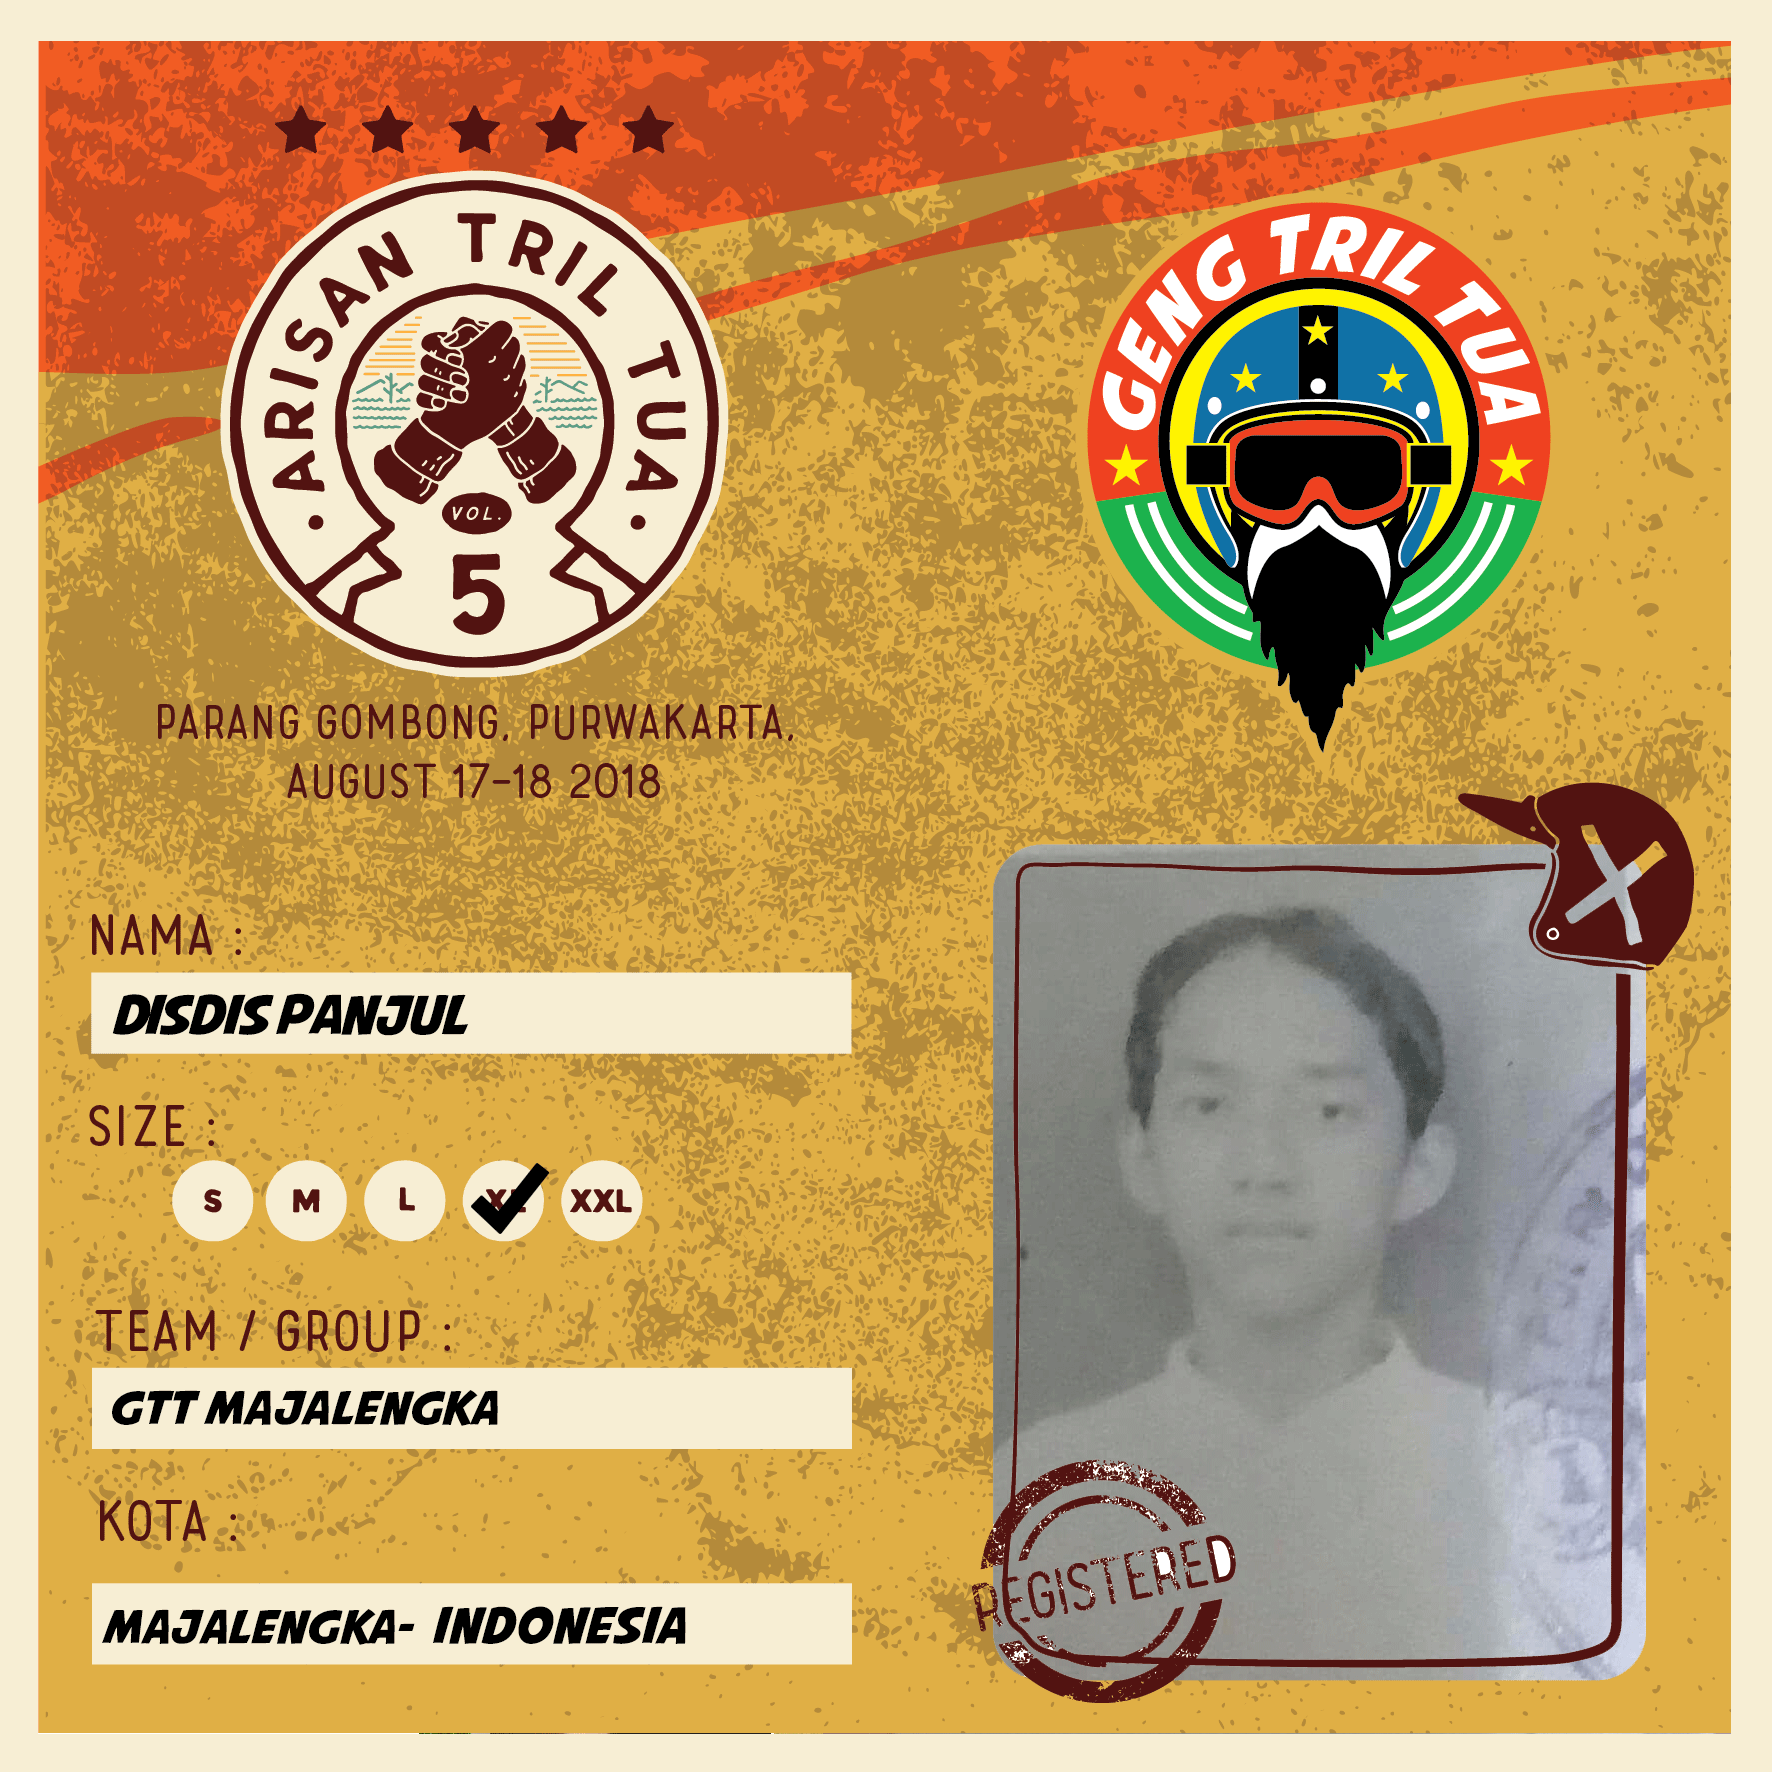 ARISAN TRIL TUA
VOL.
5
GENG TRIL TUA
PARANG GOMBONG, PURWAKARTA,
AUGUST 17-18 2018
NAMA :
DISDIS PANJUL
SIZE :
S M L XL XXL
TEAM / GROUP :
GTT MAJALENGKA
KOTA :
MAJALENGKA- INDONESIA
REGISTERED